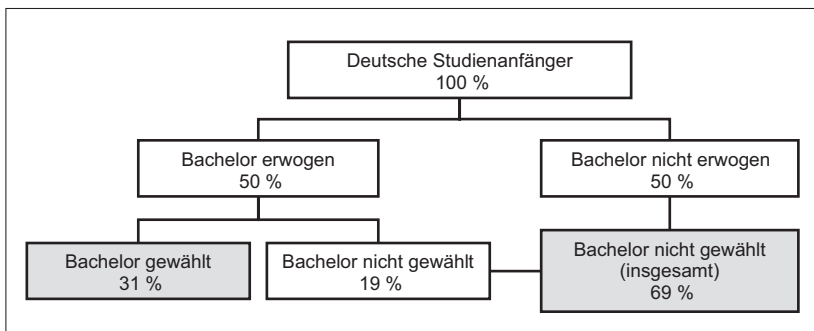 Deutsche Studienanfänger
100 %
Bachelor erwogen
50 %
Bachelor nicht erwogen
50 %
Bachelor gewählt
31 %
Bachelor nicht gewählt
19 %
Bachelor nicht gewählt
(insgesamt)
69 %